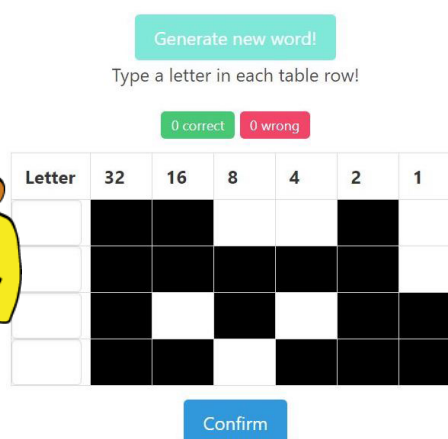 Generate new word!
Type a letter in each table row!
0 correct 0 wrong
Letter 32 16 8 4 2 1
Confirm